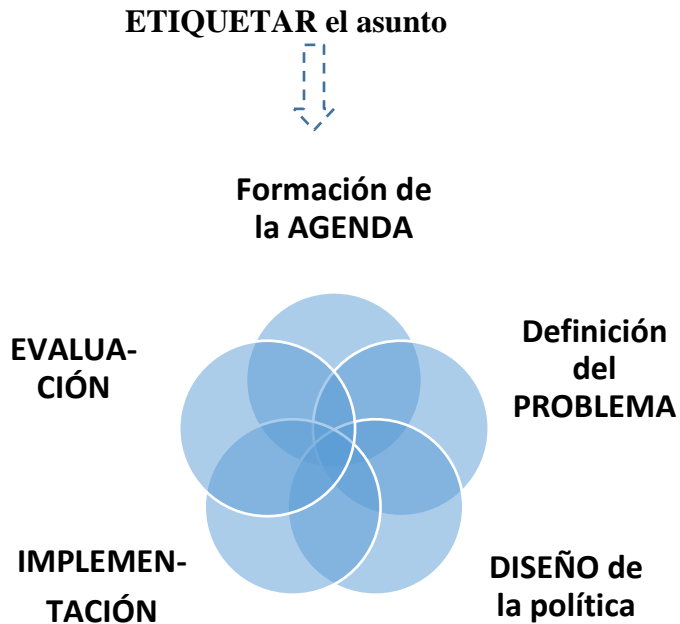 ETIQUETAR el asunto
Formación de
la AGENDA
Definición
del
PROBLEMA
DISEÑO de
la política
IMPLEMEN-
TACIÓN
EVALUA-
CIÓN